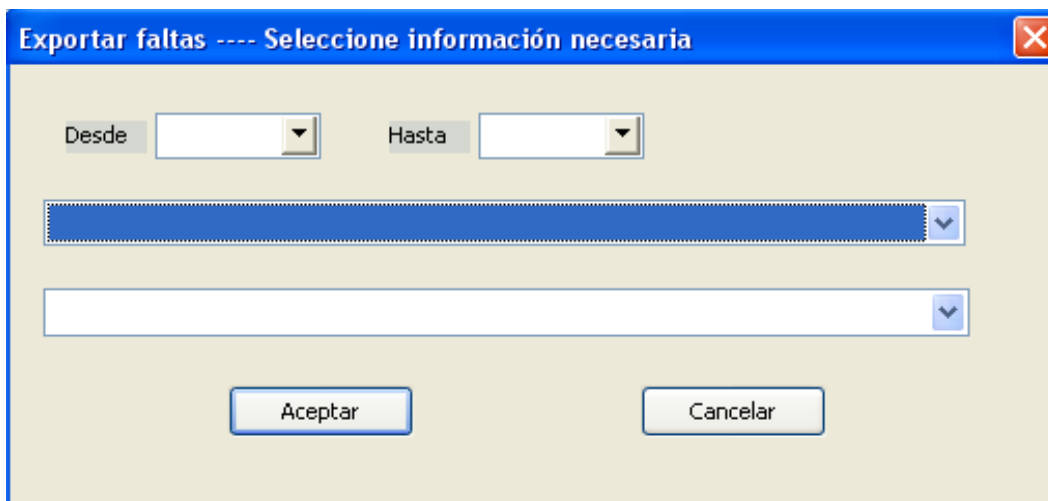 Exportar faltas ---- Seleccione información necesaria
Desde
Hasta
Aceptar
Cancelar